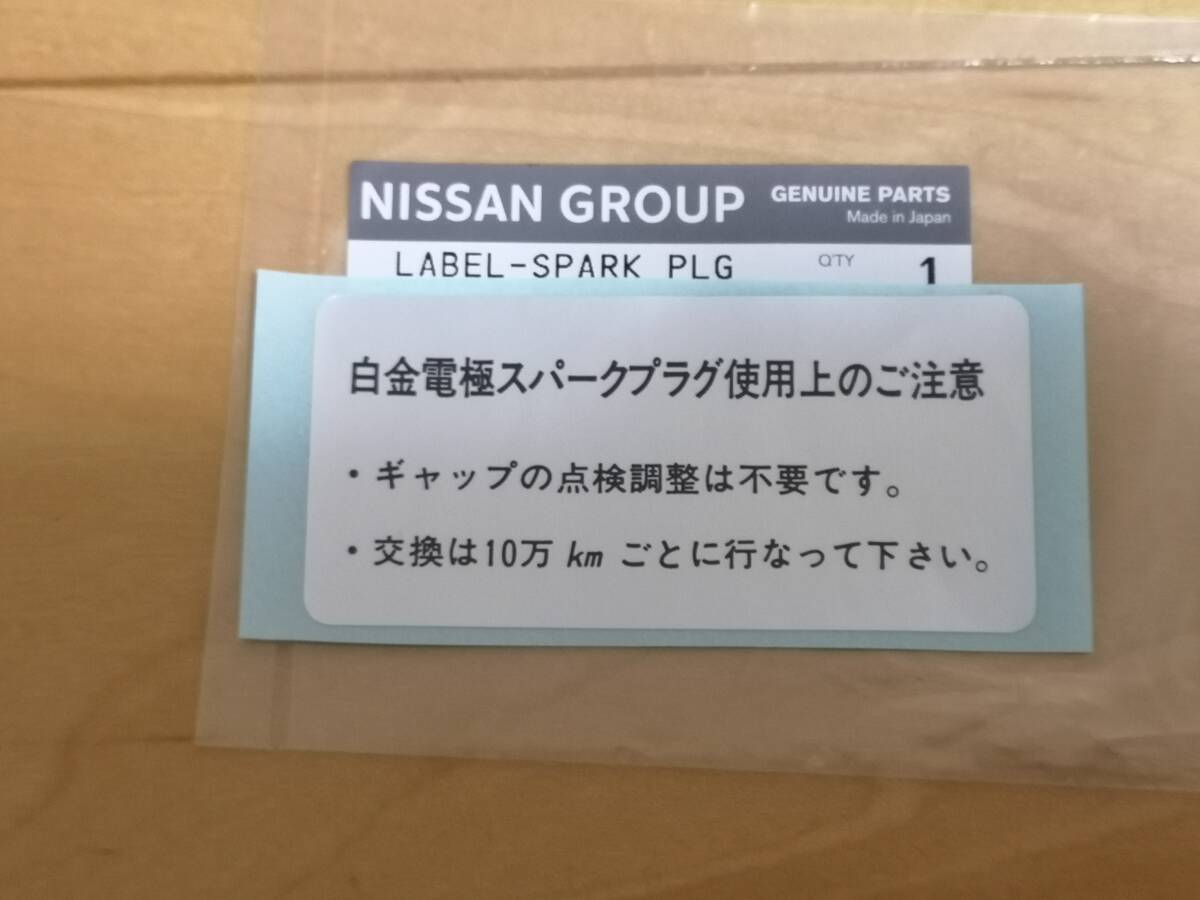 NISSAN GROUP GENUINE PARTS
Made in Japan
LABEL-SPARK PLG Q'TY 1
白金電極スパークプラグ使用上のご注意
・ギャップの点検調整は不要です。
・交換は10万 km ごとに行なって下さい。